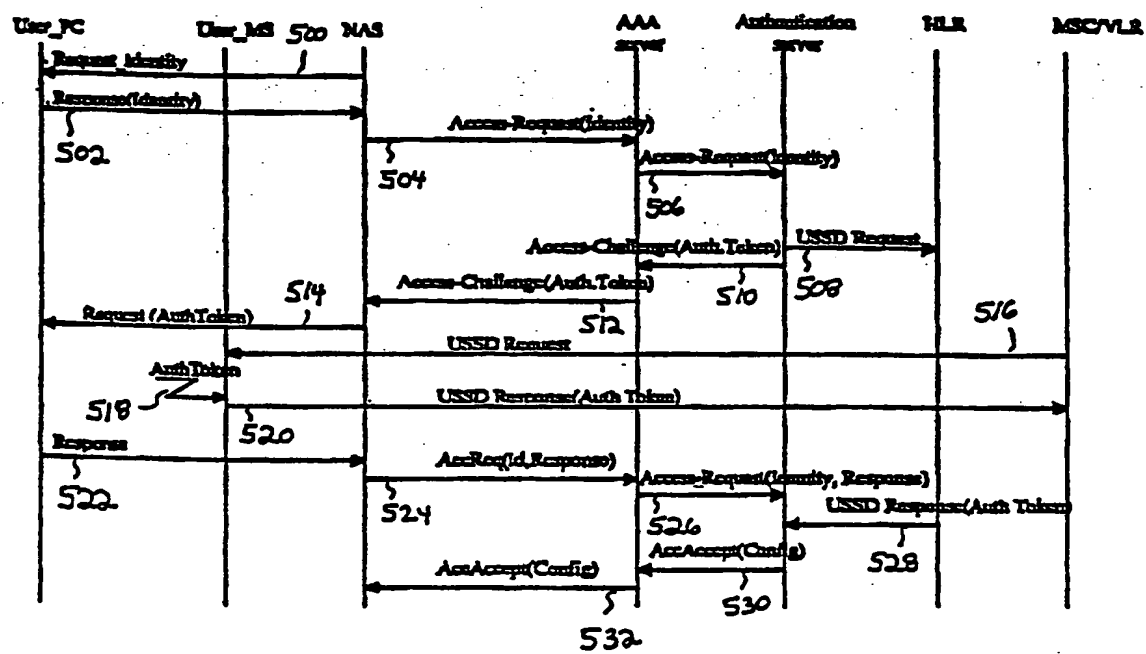 User_PC
User_MS
500
NAS
AAA
server
Authentication
server
HLR
MSC/VLR
Request_Identity
Response(Identity)
502
Access-Request(Identity)
504
Access-Request(Identity)
506
USSD Request
508
Access-Challenge(Auth.Token)
510
Access-Challenge(Auth.Token)
512
514
Request (AuthToken)
516
USSD Request
AuthToken
518
USSD Response(Auth Token)
520
Response
522
AccReq(Id,Response)
524
Access_Request(Identity, Response)
526
USSD Response(Auth Token)
528
AccAccept(Config)
530
AccAccept(Config)
532